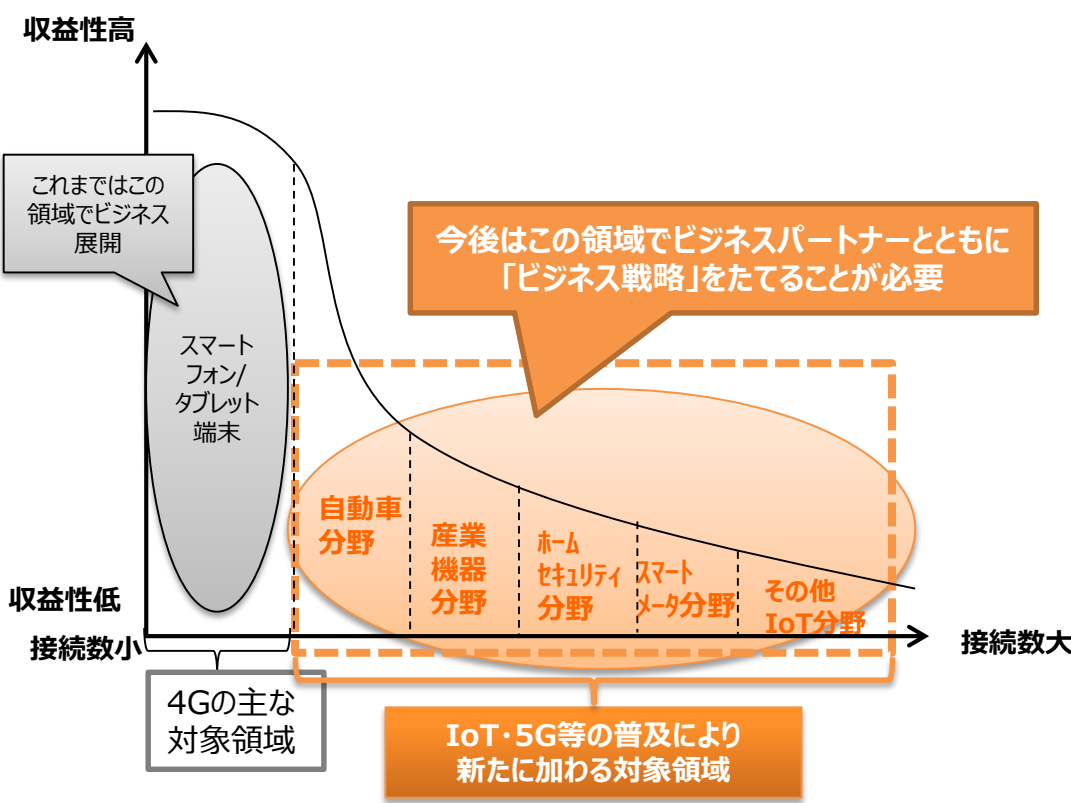 収益性高
これまではこの
領域でビジネス
展開
今後はこの領域でビジネスパートナーとともに
「ビジネス戦略」をたてることが必要
スマート
フォン/
タブレット
端末
自動車
分野
産業
機器
分野
ホーム
セキュリティ
分野
スマート
メータ分野
その他
IoT分野
収益性低
接続数小
接続数大
4Gの主な
対象領域
IoT・5G等の普及により
新たに加わる対象領域